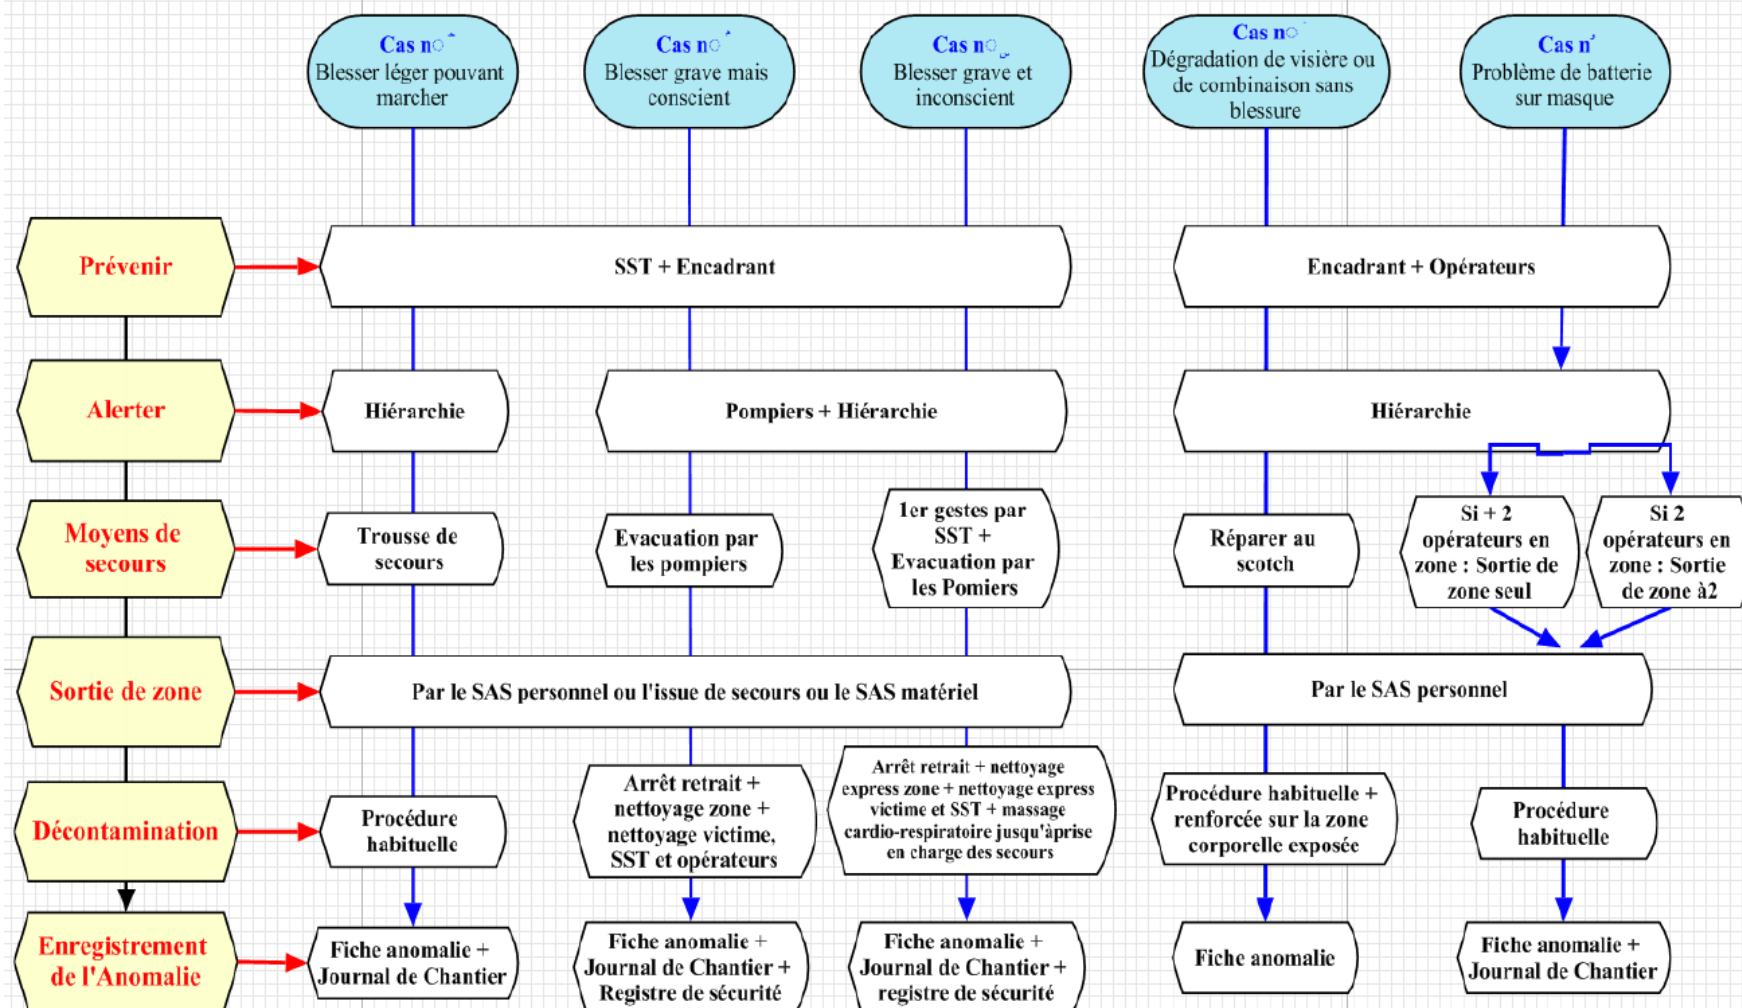 Cas n
Blesser léger pouvant
marcher
Cas n
Blesser grave mais
conscient
Cas n
Blesser grave et
inconscient
Cas n
Dégradation de visière ou
de combinaison sans
blessure
Cas n
Problème de batterie
sur masque
Prévenir
SST + Encadrant
Encadrant + Opérateurs
Alerter
Hiérarchie
Pompiers + Hiérarchie
Hiérarchie
Moyens de
secours
Trousse de
secours
Evacuation par
les pompiers
1er gestes par
SST +
Evacuation par
les Pomiers
Réparer au
scotch
Si + 2
opérateurs en
zone : Sortie de
zone seul
Si 2
opérateurs en
zone : Sortie
de zone à2
Sortie de zone
Par le SAS personnel ou l'issue de secours ou le SAS matériel
Par le SAS personnel
Décontamination
Procédure
habituelle
Arrêt retrait +
nettoyage zone +
nettoyage victime,
SST et opérateurs
Arrêt retrait + nettoyage
express zone + nettoyage express
victime et SST + massage
cardio-respiratoire jusqu'àprise
en charge des secours
Procédure habituelle +
renforcée sur la zone
corporelle exposée
Procédure
habituelle
Enregistrement
de l'Anomalie
Fiche anomalie +
Journal de Chantier
Fiche anomalie +
Journal de Chantier +
Registre de sécurité
Fiche anomalie +
Journal de Chantier +
registre de sécurité
Fiche anomalie
Fiche anomalie +
Journal de Chantier